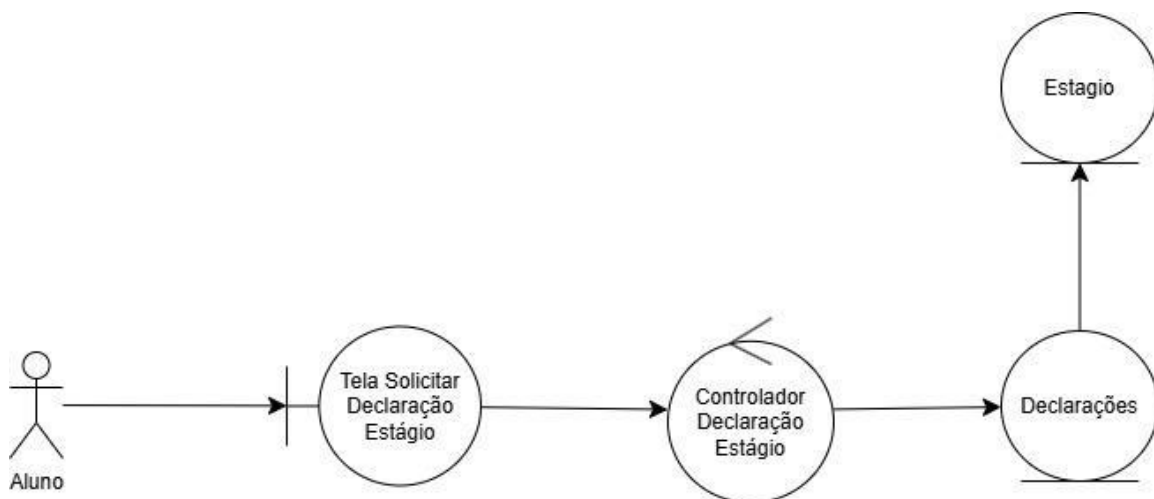 Estagio
Tela Solicitar
Declaração
Estágio
Controlador
Declaração
Estágio
Declarações
Aluno